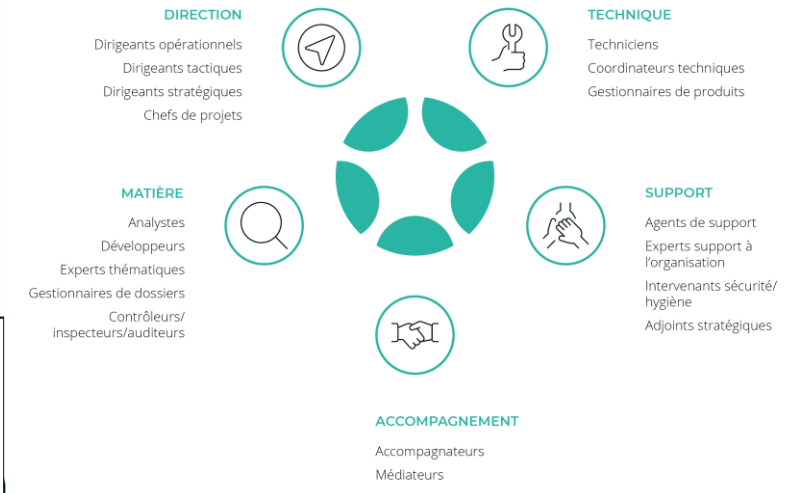 DIRECTION
Dirigeants opérationnels
Dirigeants tactiques
Dirigeants stratégiques
Chefs de projets
TECHNIQUE
Techniciens
Coordinateurs techniques
Gestionnaires de produits
MATIÈRE
Analystes
Développeurs
Experts thématiques
Gestionnaires de dossiers
Contrôleurs/
inspecteurs/auditeurs
SUPPORT
Agents de support
Experts support à
l'organisation
Intervenants sécurité/
hygiène
Adjoints stratégiques
ACCOMPAGNEMENT
Accompagnateurs
Médiateurs